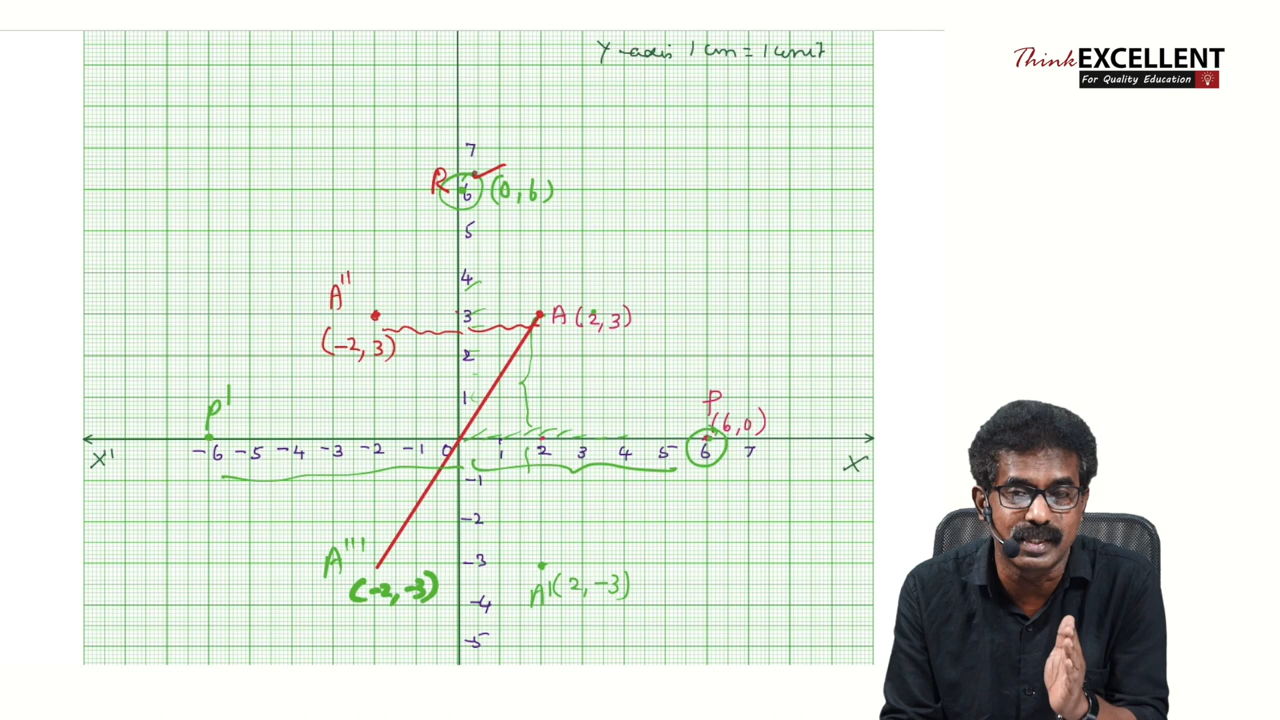 Y-axis 1 cm = 1 unit
Think EXCELLENT
For Quality Education
7
R 6 (0, 6)
5
4
A''
3 A (2, 3)
(-2, 3)
2
P'
1 P
(6, 0)
X' -6 -5 -4 -3 -2 -1 0 1 2 3 4 5 6 7 X
-1
-2
A'''
-3
(-2, -3) A' (2, -3)
-4
-5